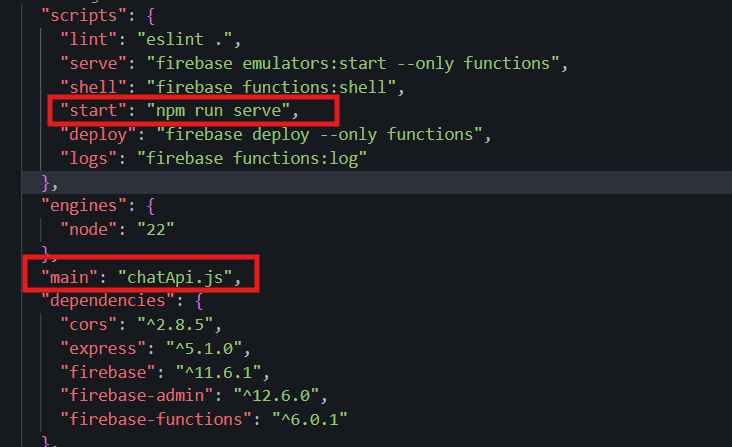 "scripts": {
"lint": "eslint .",
"serve": "firebase emulators:start --only functions",
"shell": "firebase functions:shell",
"start": "npm run serve",
"deploy": "firebase deploy --only functions",
"logs": "firebase functions:log"
},
"engines": {
"node": "22"
},
"main": "chatApi.js",
"dependencies": {
"cors": "^2.8.5",
"express": "^5.1.0",
"firebase": "^11.6.1",
"firebase-admin": "^12.6.0",
"firebase-functions": "^6.0.1"
},